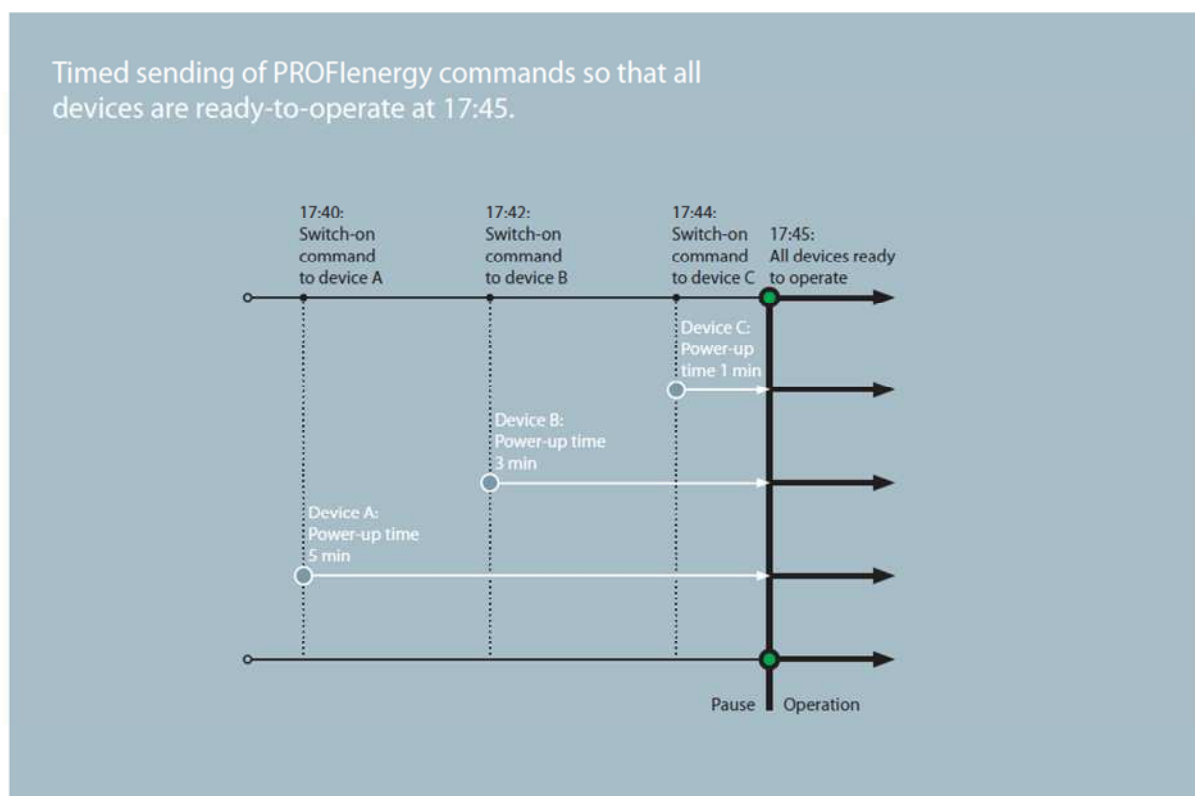 Timed sending of PROFIenergy commands so that all
devices are ready-to-operate at 17:45.
17:40:
Switch-on
command
to device A
17:42:
Switch-on
command
to device B
17:44:
Switch-on
command
to device C
17:45:
All devices ready
to operate
Device C:
Power-up
time 1 min
Device B:
Power-up time
3 min
Device A:
Power-up time
5 min
Pause
Operation